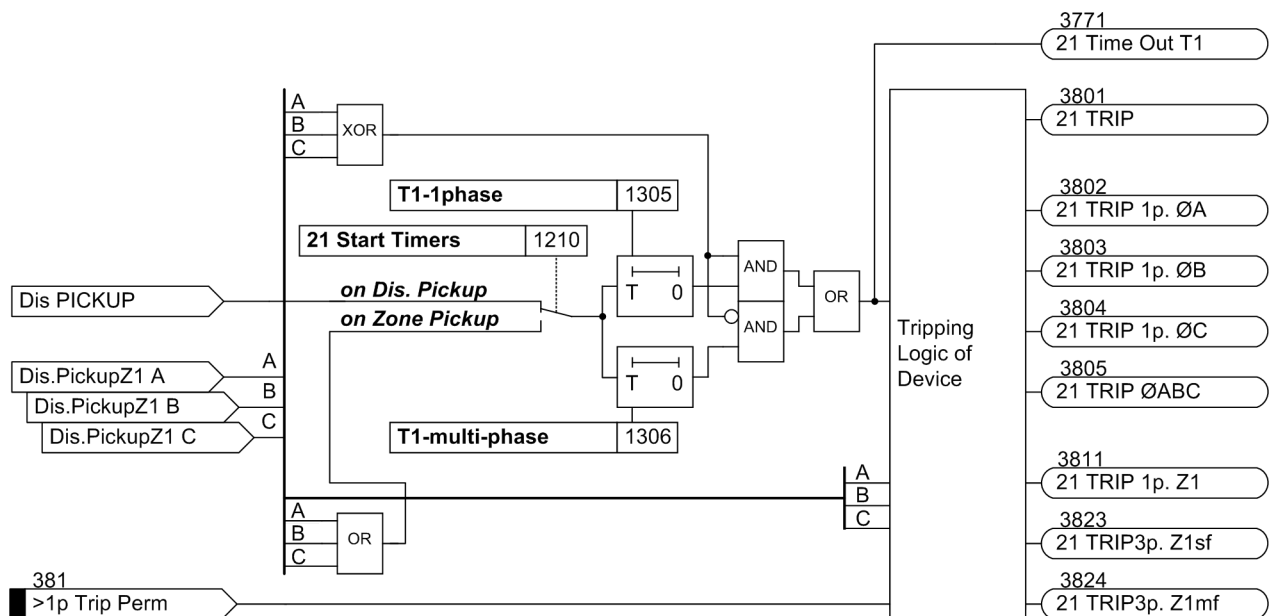 3771
21 Time Out T1
A
B
C
XOR
3801
21 TRIP
T1-1phase 1305
3802
21 TRIP 1p. ØA
21 Start Timers 1210
AND
3803
21 TRIP 1p. ØB
T 0
OR
Dis PICKUP
on Dis. Pickup
on Zone Pickup
AND
3804
21 TRIP 1p. ØC
Tripping
Logic of
Device
A
Dis.PickupZ1 A
B
Dis.PickupZ1 B
C
Dis.PickupZ1 C
T 0
3805
21 TRIP ØABC
T1-multi-phase 1306
A
B
C
3811
21 TRIP 1p. Z1
A
B
C
OR
3823
21 TRIP3p. Z1sf
381
>1p Trip Perm
3824
21 TRIP3p. Z1mf